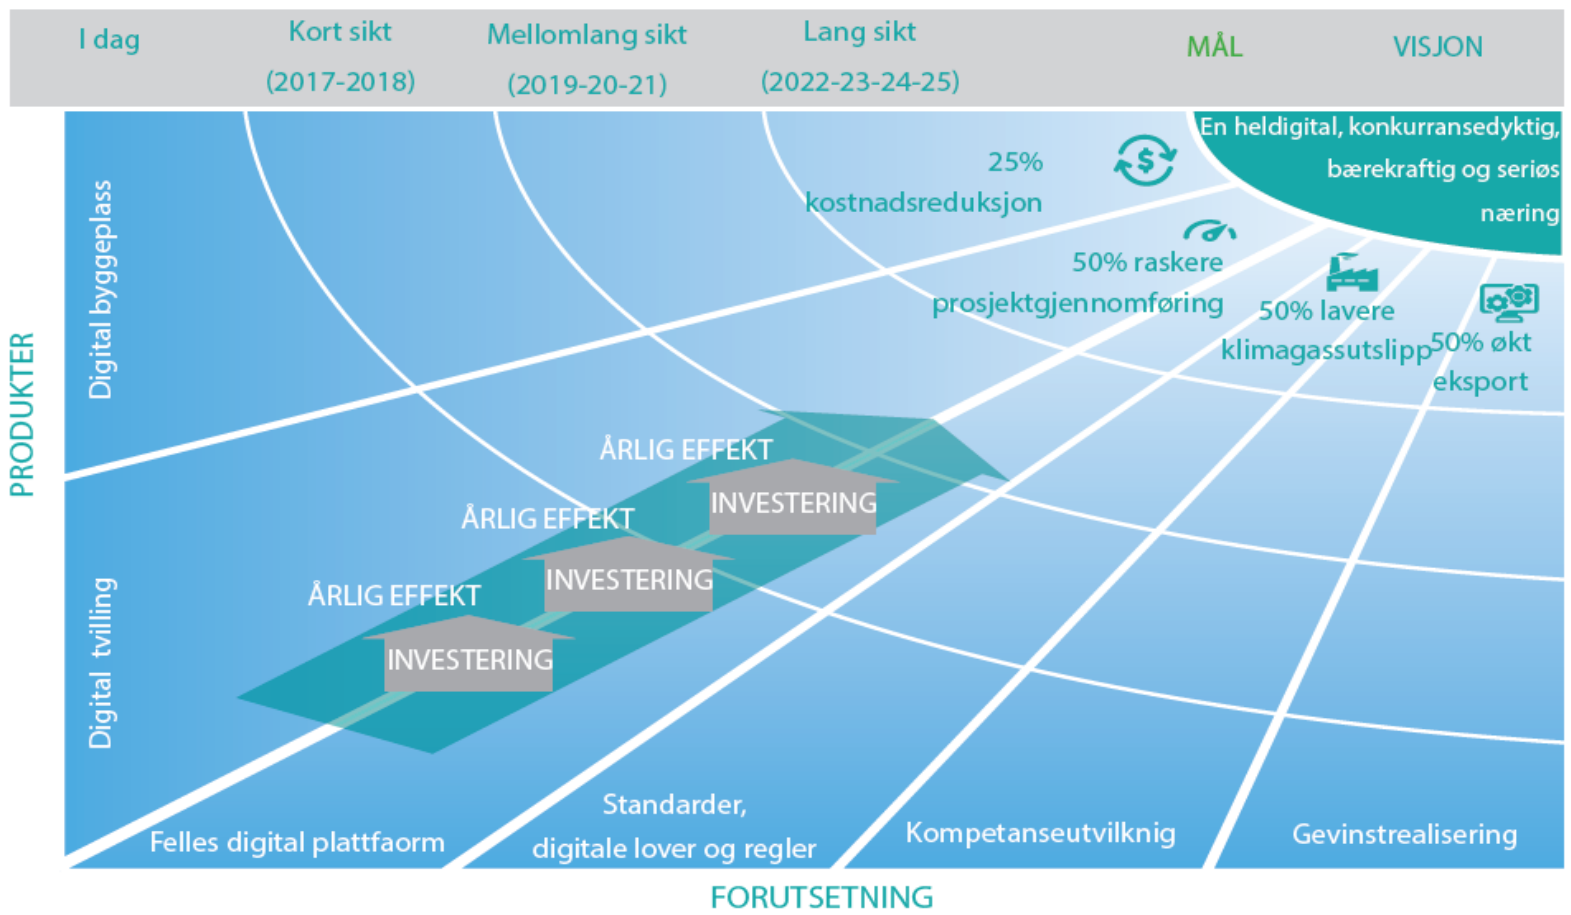 I dag
Kort sikt
(2017-2018)
Mellomlang sikt
(2019-20-21)
Lang sikt
(2022-23-24-25)
MÅL
VISJON
En heldigital, konkurransedyktig,
bærekraftig og seriøs
næring
25%
kostnadsreduksjon
$
50% raskere
prosjektgjennomføring
50% lavere
klimagassutslipp
50% økt
eksport
PRODUKTER
Digital byggeplass
Digital tvilling
ÅRLIG EFFEKT
INVESTERING
ÅRLIG EFFEKT
INVESTERING
ÅRLIG EFFEKT
INVESTERING
Felles digital plattfaorm
Standarder,
digitale lover og regler
Kompetanseutvilknig
Gevinstrealisering
FORUTSETNING